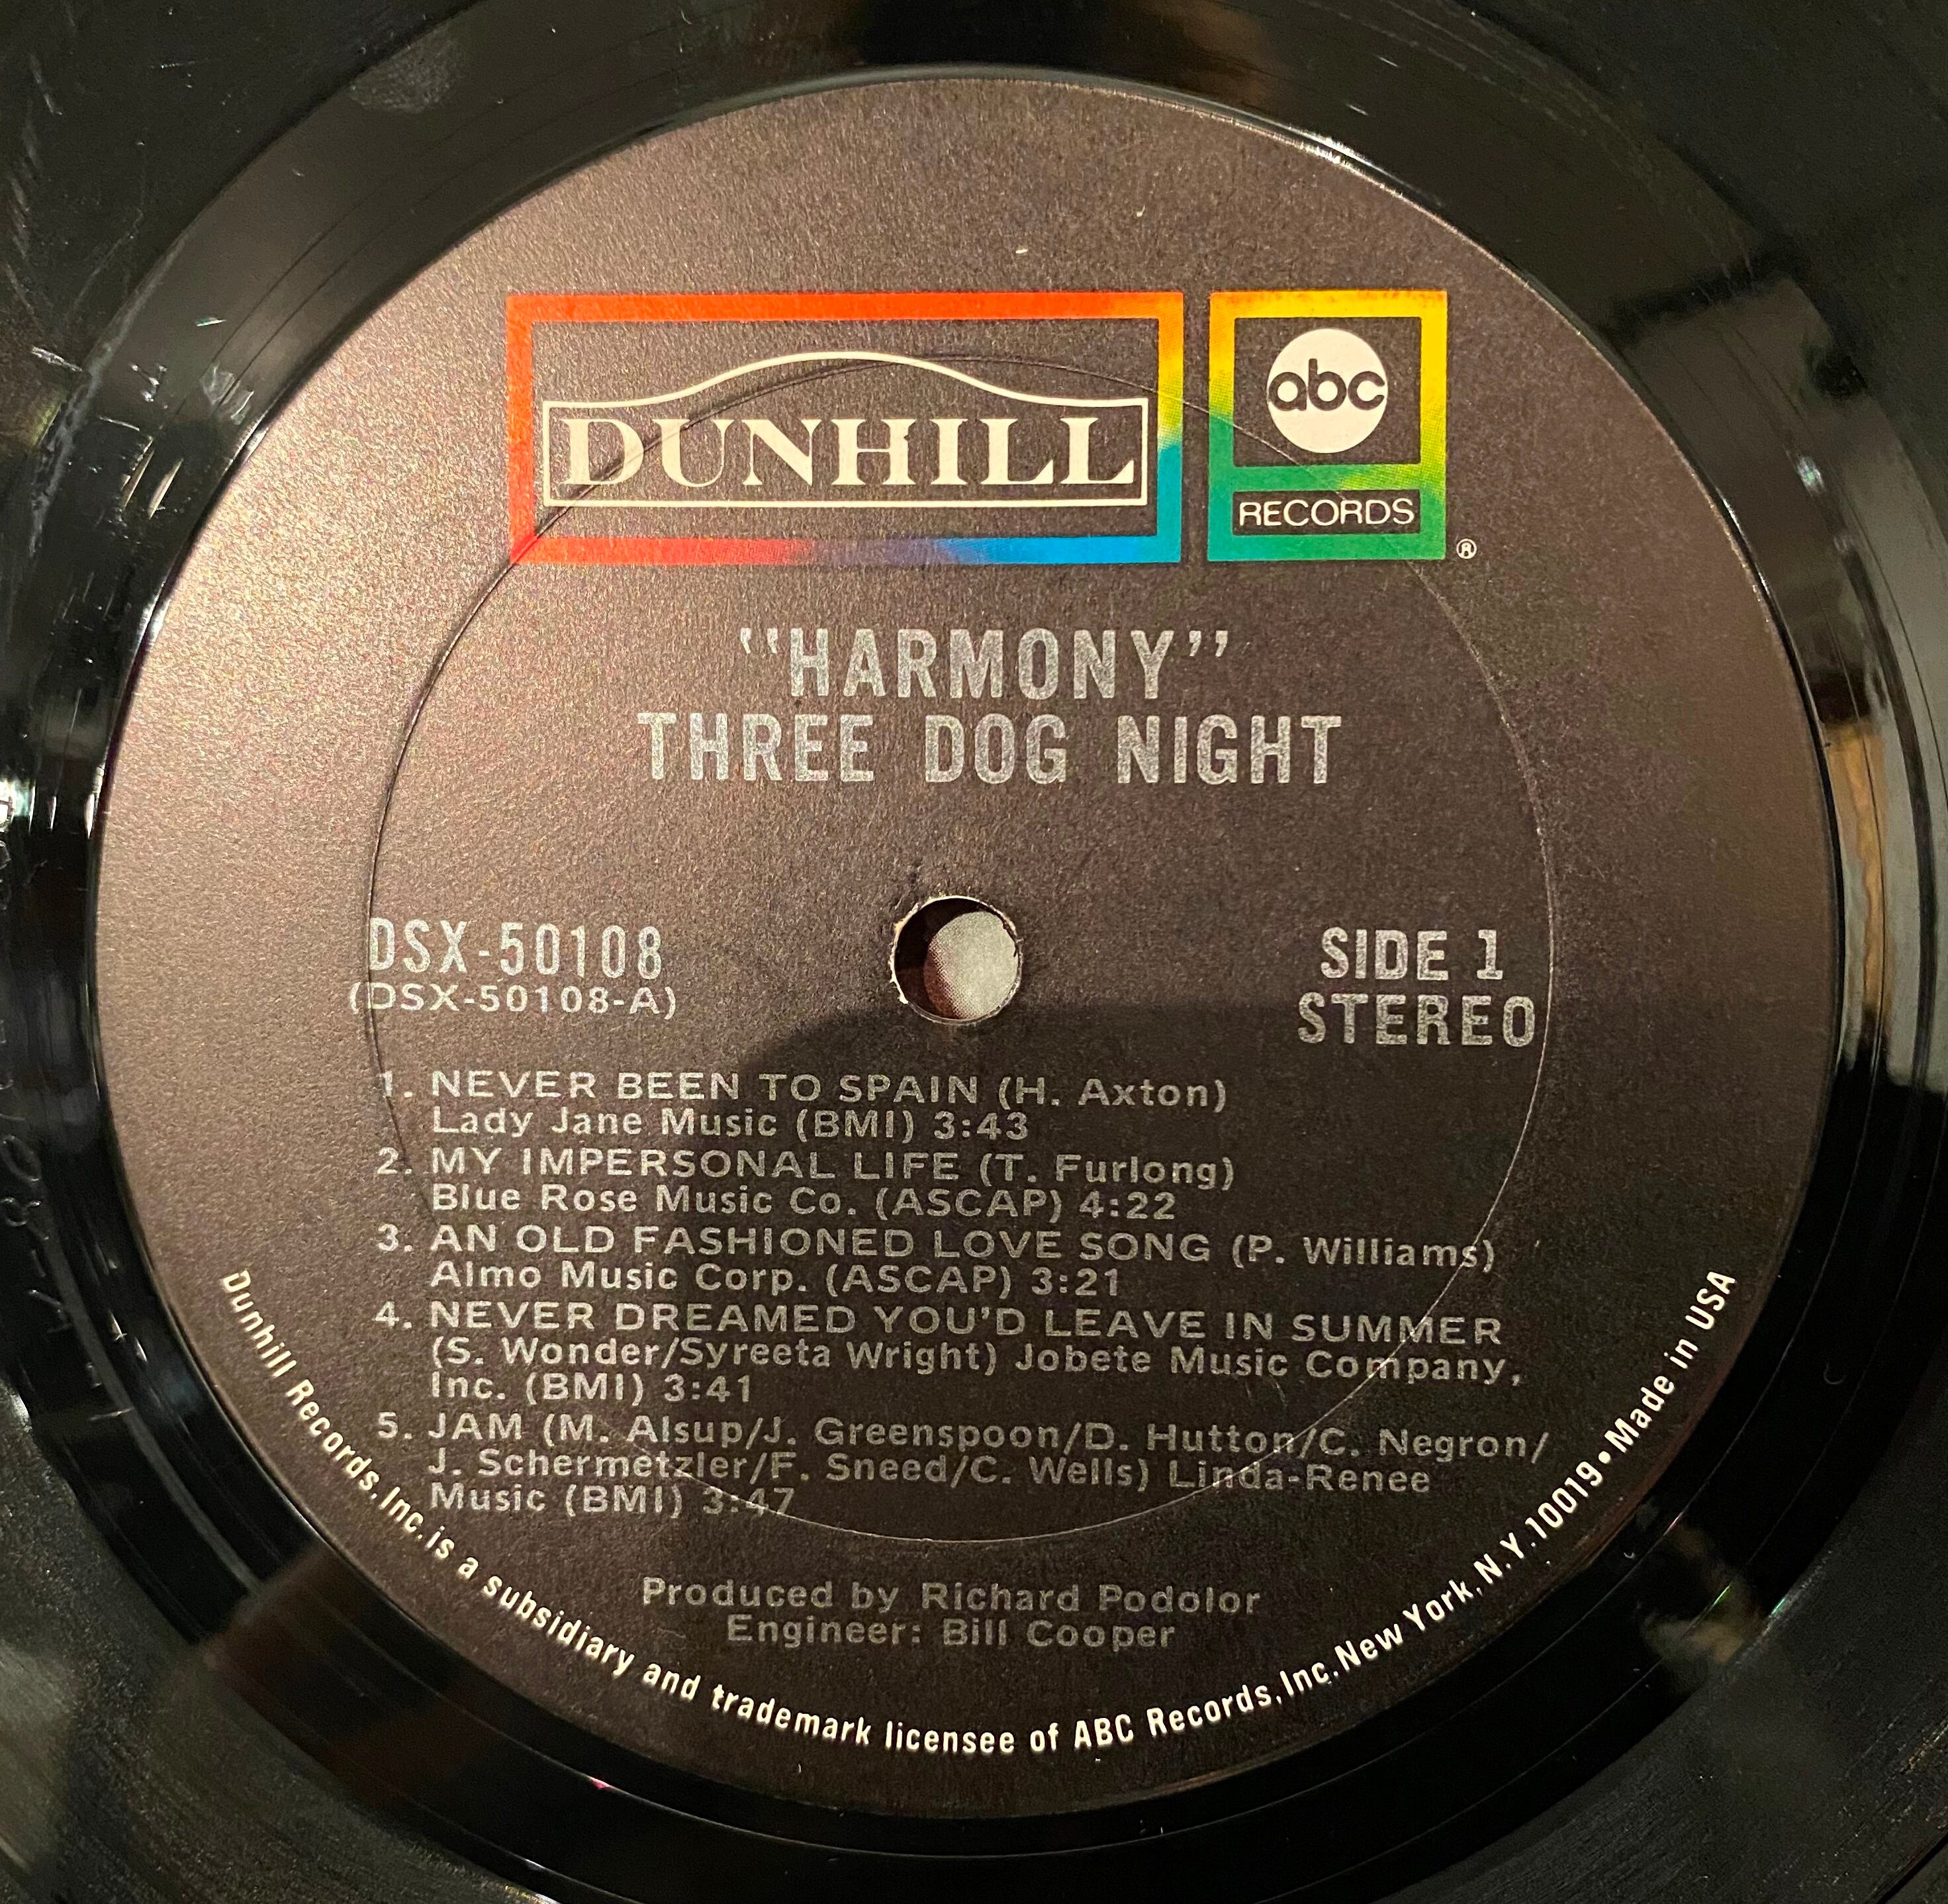 DUNHILL
abc
RECORDS
®
"HARMONY"
THREE DOG NIGHT
DSX-50108
(DSX-50108-A)
SIDE 1
STEREO
1. NEVER BEEN TO SPAIN (H. Axton)
Lady Jane Music (BMI) 3:43
2. MY IMPERSONAL LIFE (T. Furlong)
Blue Rose Music Co. (ASCAP) 4:22
3. AN OLD FASHIONED LOVE SONG (P. Williams)
Almo Music Corp. (ASCAP) 3:21
4. NEVER DREAMED YOU'D LEAVE IN SUMMER
(S. Wonder/Syreeta Wright) Jobete Music Company,
Inc. (BMI) 3:41
5. JAM (M. Alsup/J. Greenspoon/D. Hutton/C. Negron/
J. Schermetzler/F. Sneed/C. Wells) Linda-Renee
Music (BMI) 3:47
Produced by Richard Podolor
Engineer: Bill Cooper
Dunhill Records, Inc. is a subsidiary and trademark licensee of ABC Records, Inc. New York, N.Y. 10019 • Made in USA